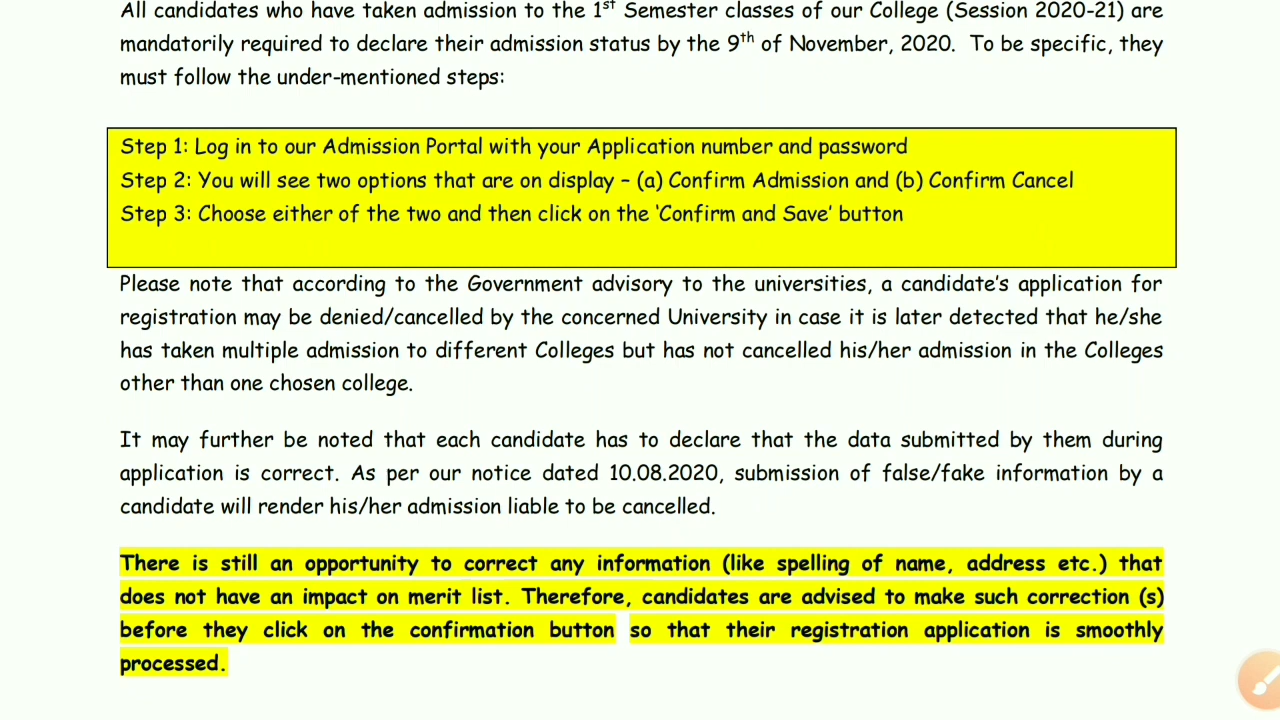 All candidates who have taken admission to the 1st Semester classes of our College (Session 2020-21) are
mandatorily required to declare their admission status by the 9th of November, 2020. To be specific, they
must follow the under-mentioned steps:
Step 1: Log in to our Admission Portal with your Application number and password
Step 2: You will see two options that are on display – (a) Confirm Admission and (b) Confirm Cancel
Step 3: Choose either of the two and then click on the ‘Confirm and Save’ button
Please note that according to the Government advisory to the universities, a candidate’s application for
registration may be denied/cancelled by the concerned University in case it is later detected that he/she
has taken multiple admission to different Colleges but has not cancelled his/her admission in the Colleges
other than one chosen college.
It may further be noted that each candidate has to declare that the data submitted by them during
application is correct. As per our notice dated 10.08.2020, submission of false/fake information by a
candidate will render his/her admission liable to be cancelled.
There is still an opportunity to correct any information (like spelling of name, address etc.) that
does not have an impact on merit list. Therefore, candidates are advised to make such correction (s)
before they click on the confirmation button so that their registration application is smoothly
processed.